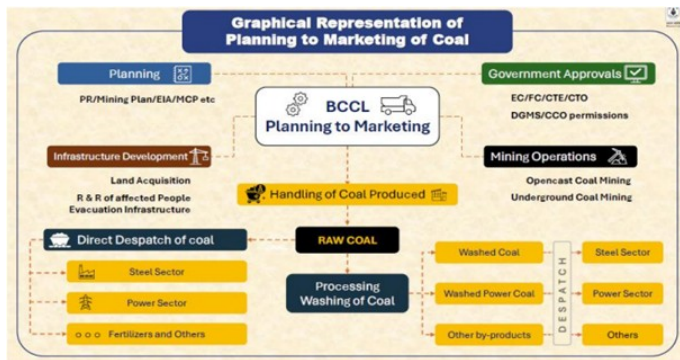 Graphical Representation of
Planning to Marketing of Coal
Planning
Government Approvals
PR/Mining Plan/EIA/MCP etc
EC/FC/CTE/CTO
DGMS/CCO permissions
BCCL
Planning to Marketing
Infrastructure Development
Mining Operations
Land Acquisition
R & R of affected People
Evacuation Infrastructure
Opencast Coal Mining
Underground Coal Mining
Handling of Coal Produced
Direct Despatch of coal
RAW COAL
Steel Sector
Power Sector
Fertilizers and Others
Processing
Washing of Coal
Washed Coal
Washed Power Coal
Other by-products
DESPATCH
Steel Sector
Power Sector
Others